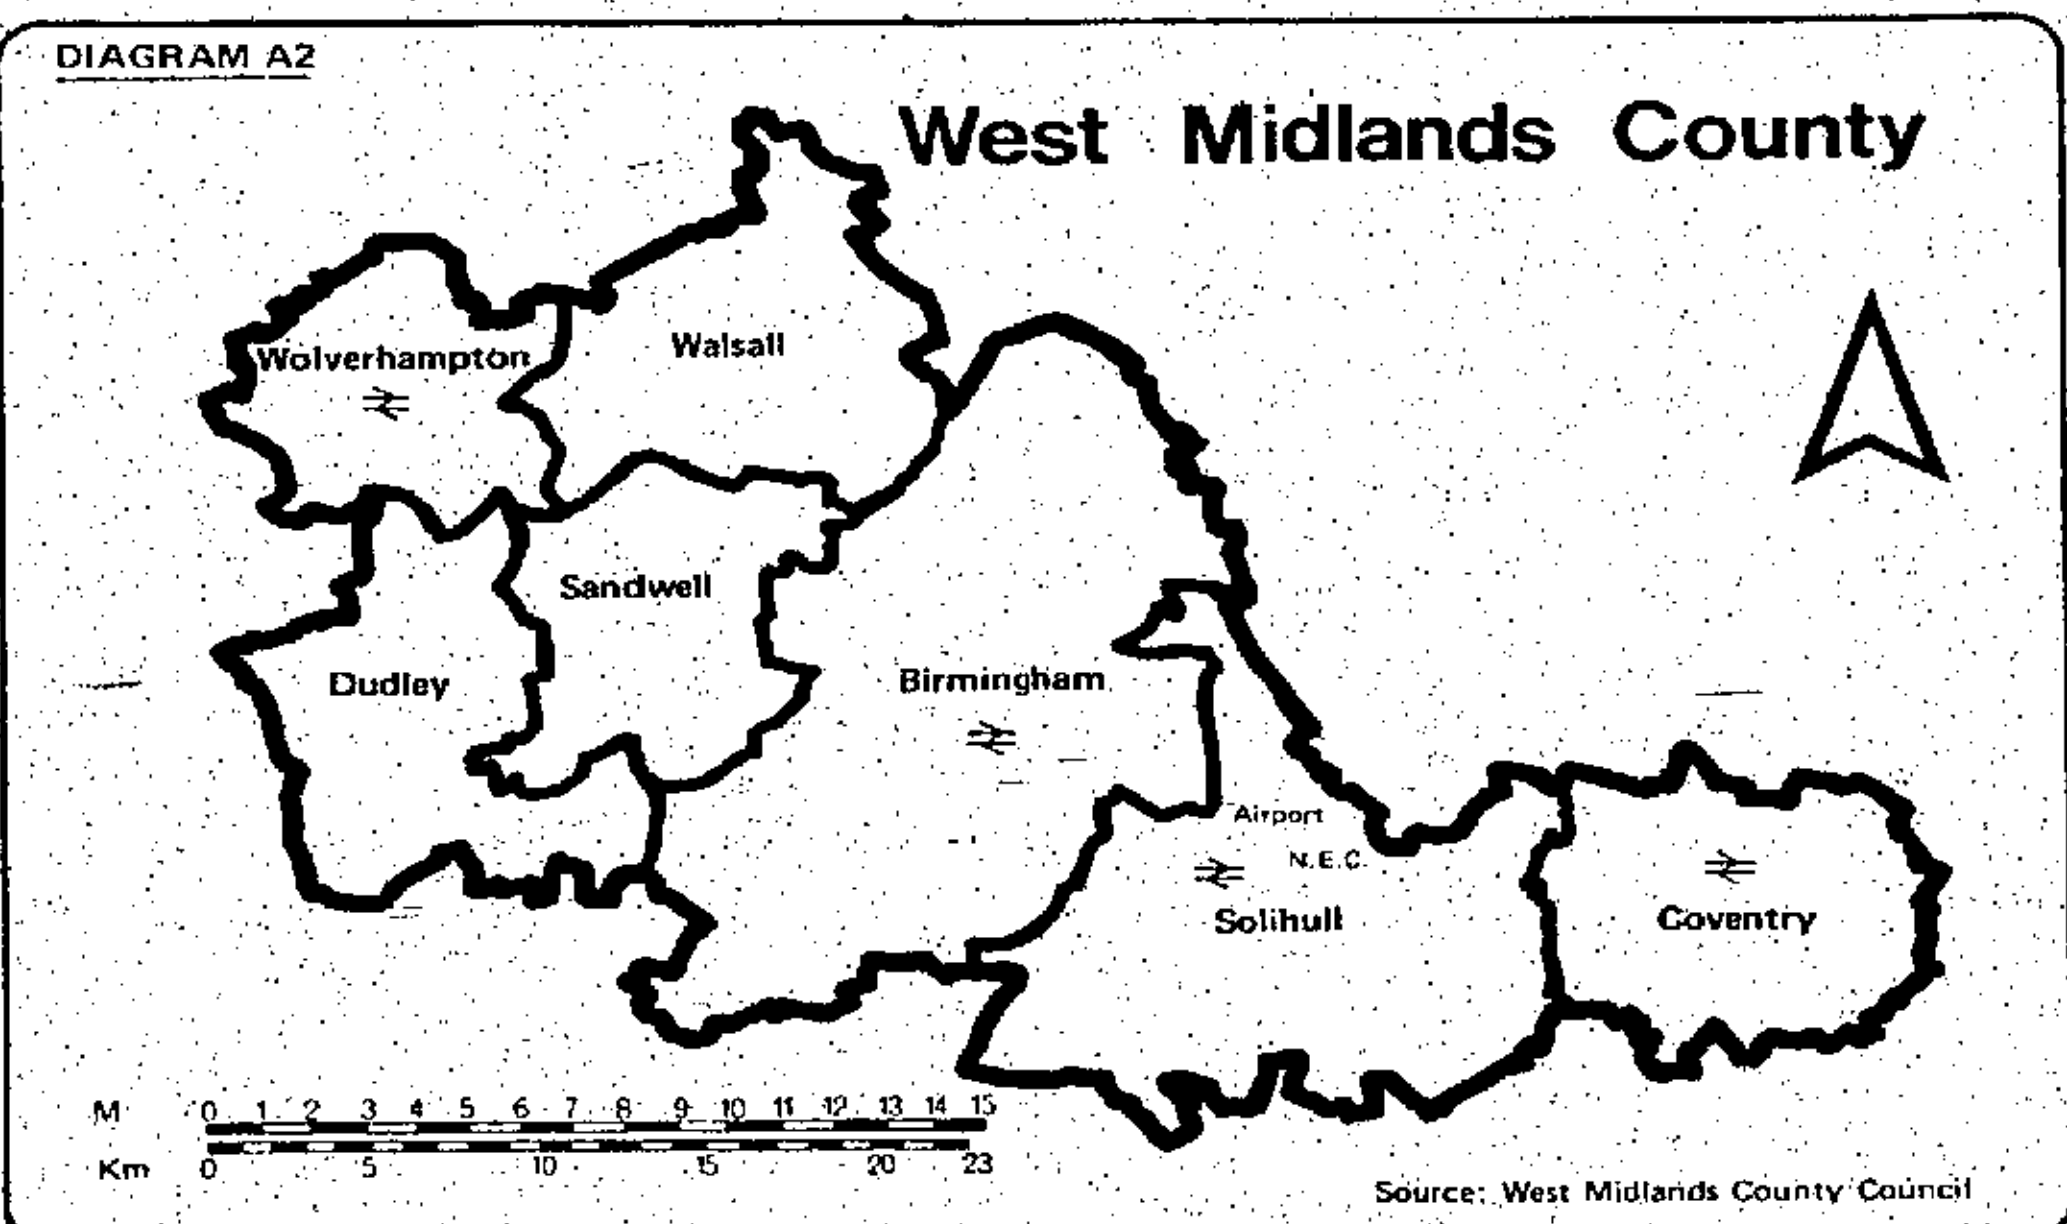 DIAGRAM A2
West Midlands County
Walsall
Wolverhampton
Sandwell
Dudley
Birmingham
Airport
N.E.C.
Solihull
Coventry
M 0 1 2 3 4 5 6 7 8 9 10 11 12 13 14 15
Km 0 5 10 15 20 23
Source: West Midlands County Council